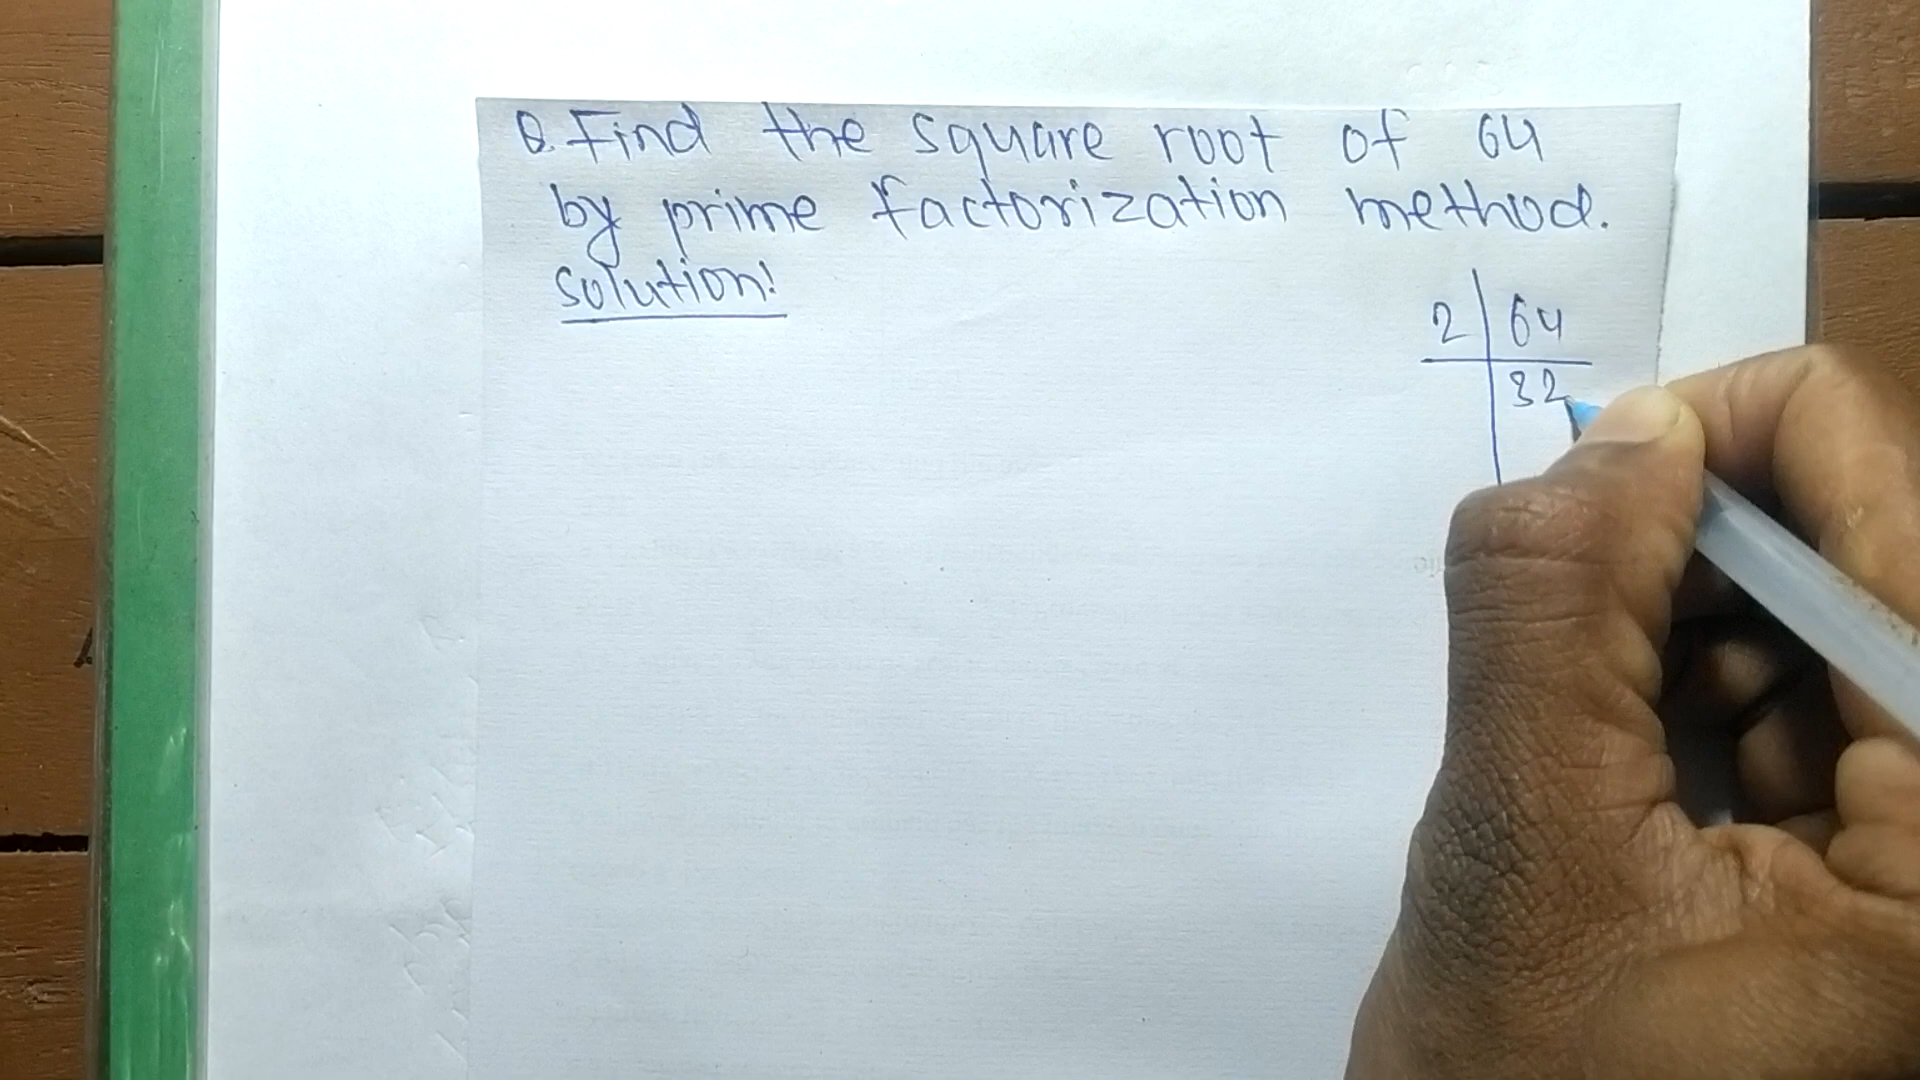 Q. Find the square root of 64
by prime factorization method.
solution:
2 64
32